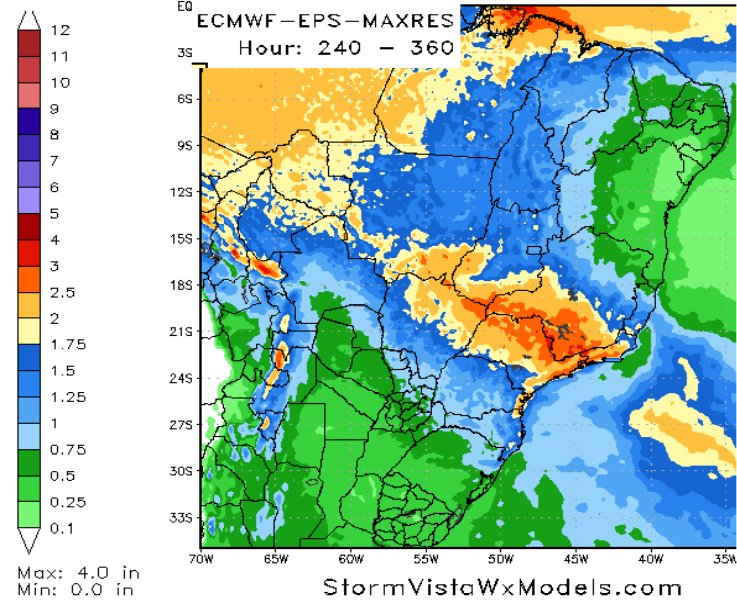 ECMWF-EPS-MAXRES
Hour: 240 - 360
12
11
10
9
8
7
6
5
4
3
2.5
2
1.75
1.5
1.25
1
0.75
0.5
0.25
0.1
Max: 4.0 in
Min: 0.0 in
EQ
3S
6S
9S
12S
15S
18S
21S
24S
27S
30S
33S
70W
65W
60W
55W
50W
45W
40W
35W
StormVistaWxModels.com